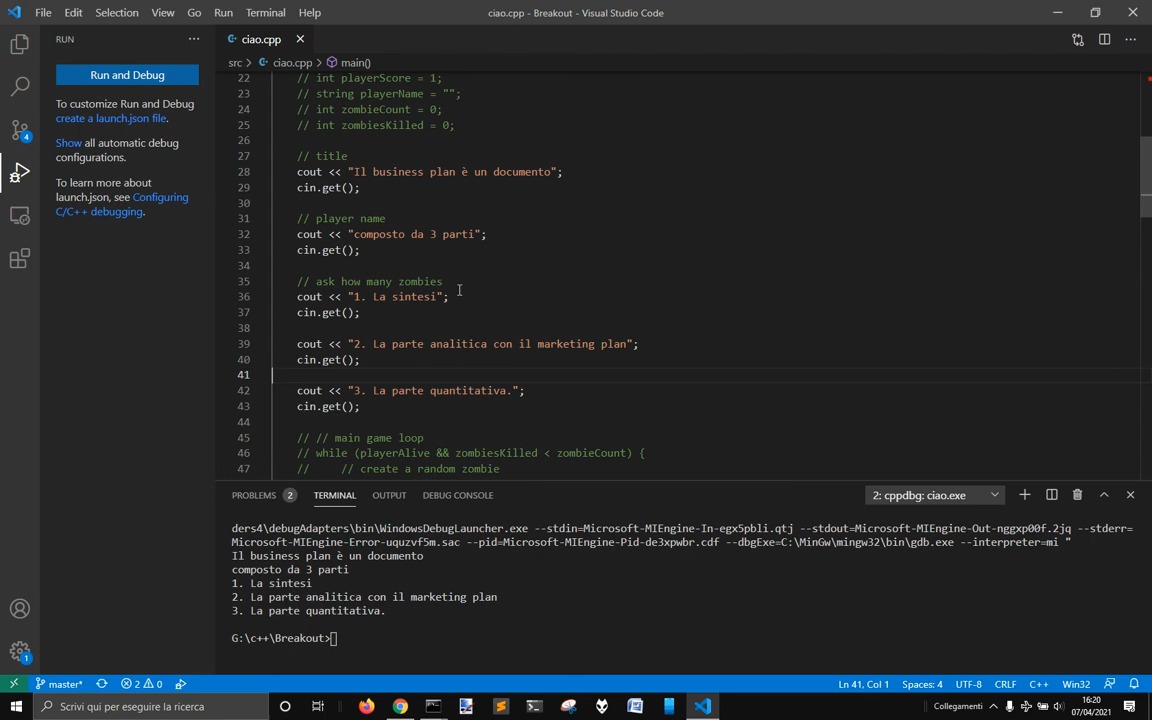 File Edit Selection View Go Run Terminal Help
ciao.cpp - Breakout - Visual Studio Code
RUN
ciao.cpp
src > ciao.cpp > main()
Run and Debug
To customize Run and Debug
create a launch.json file.
Show all automatic debug
configurations.
To learn more about
launch.json, see Configuring
C/C++ debugging.
4
22 // int playerScore = 1;
23 // string playerName = "";
24 // int zombieCount = 0;
25 // int zombiesKilled = 0;
26
27 // title
28 cout << "Il business plan è un documento";
29 cin.get();
30
31 // player name
32 cout << "composto da 3 parti";
33 cin.get();
34
35 // ask how many zombies
36 cout << "1. La sintesi";
37 cin.get();
38
39 cout << "2. La parte analitica con il marketing plan";
40 cin.get();
41
42 cout << "3. La parte quantitativa.";
43 cin.get();
44
45 // // main game loop
46 // while (playerAlive && zombiesKilled < zombieCount) {
47 //     // create a random zombie
PROBLEMS 2 TERMINAL OUTPUT DEBUG CONSOLE
2: cppdbg: ciao.exe
ders4\debugAdapters\bin\WindowsDebugLauncher.exe --stdin=Microsoft-MIEngine-In-egx5pbli.qtj --stdout=Microsoft-MIEngine-Out-nggxp00f.2jq --stderr=
Microsoft-MIEngine-Error-uquzvf5m.sac --pid=Microsoft-MIEngine-Pid-de3xpwbr.cdf --dbgExe=C:\MinGw\mingw32\bin\gdb.exe --interpreter=mi "
Il business plan è un documento
composto da 3 parti
1. La sintesi
2. La parte analitica con il marketing plan
3. La parte quantitativa.
G:\c++\Breakout>
1
master* 2 0
Ln 41, Col 1 Spaces: 4 UTF-8 CRLF C++ Win32
Scrivi qui per eseguire la ricerca
Collegamenti
16:20
07/04/2021